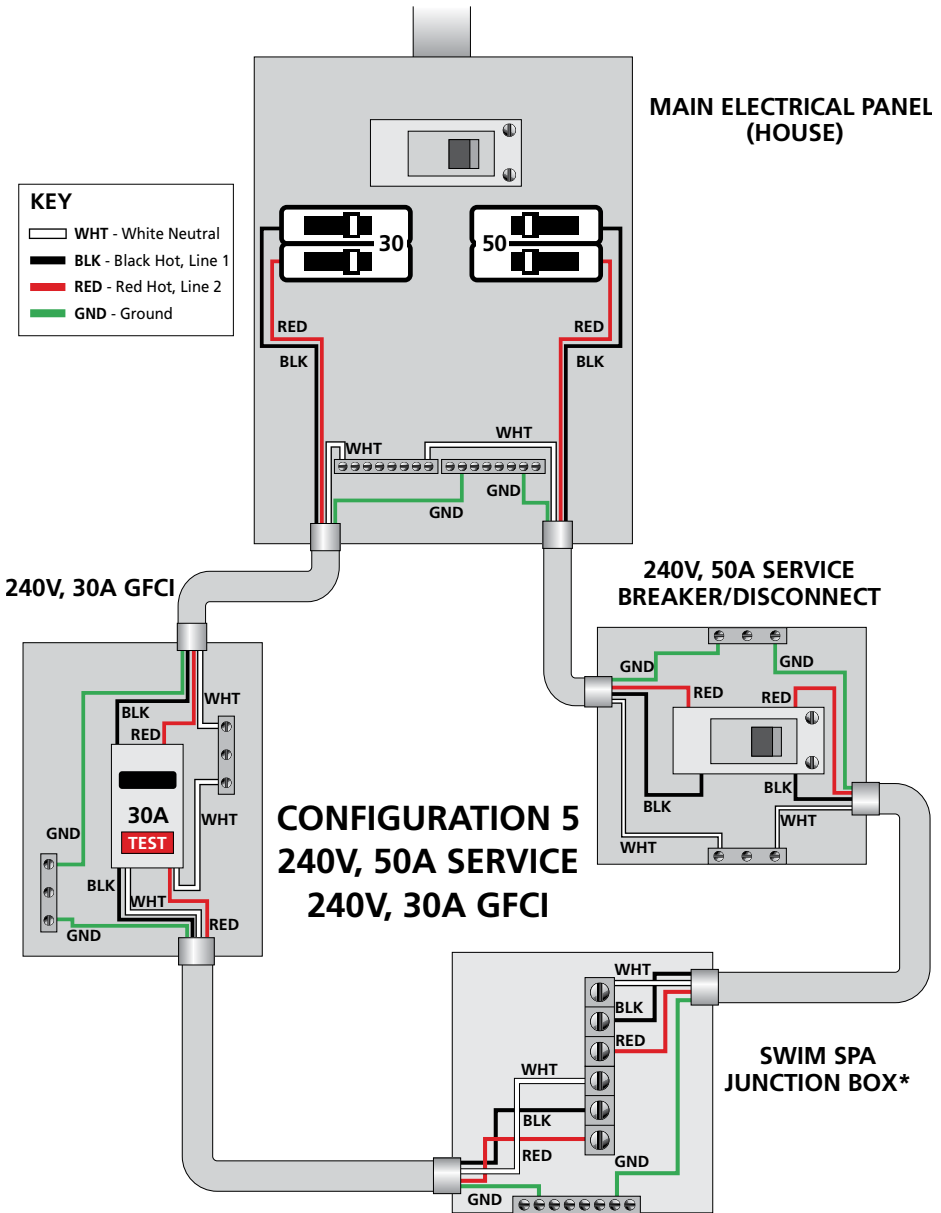 MAIN ELECTRICAL PANEL
(HOUSE)
KEY
WHT - White Neutral
BLK - Black Hot, Line 1
RED - Red Hot, Line 2
GND - Ground
30
50
RED
BLK
RED
BLK
WHT
WHT
GND
GND
240V, 30A GFCI
WHT
BLK
RED
30A
TEST
WHT
GND
BLK
WHT
RED
GND
240V, 50A SERVICE
BREAKER/DISCONNECT
GND
GND
RED
RED
BLK
BLK
WHT
WHT
CONFIGURATION 5
240V, 50A SERVICE
240V, 30A GFCI
WHT
BLK
RED
WHT
BLK
RED
GND
GND
SWIM SPA
JUNCTION BOX*